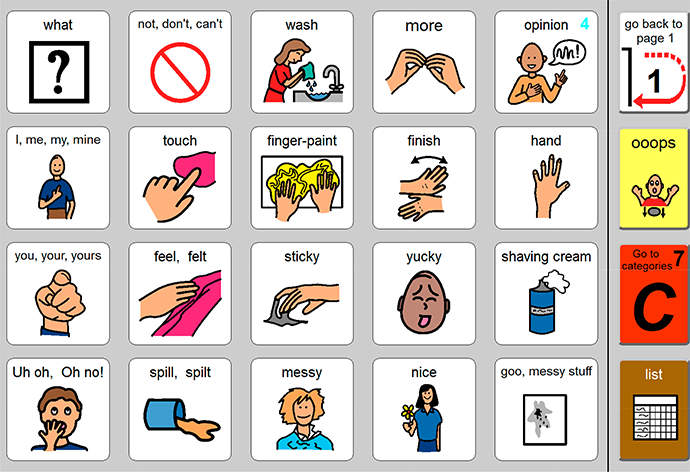 what
not, don't, can't
wash
more
opinion 4
go back to
page 1
1
I, me, my, mine
touch
finger-paint
finish
hand
ooops
you, your, yours
feel, felt
sticky
yucky
shaving cream
Go to 7
categories
C
Uh oh, Oh no!
spill, spilt
messy
nice
goo, messy stuff
list
?